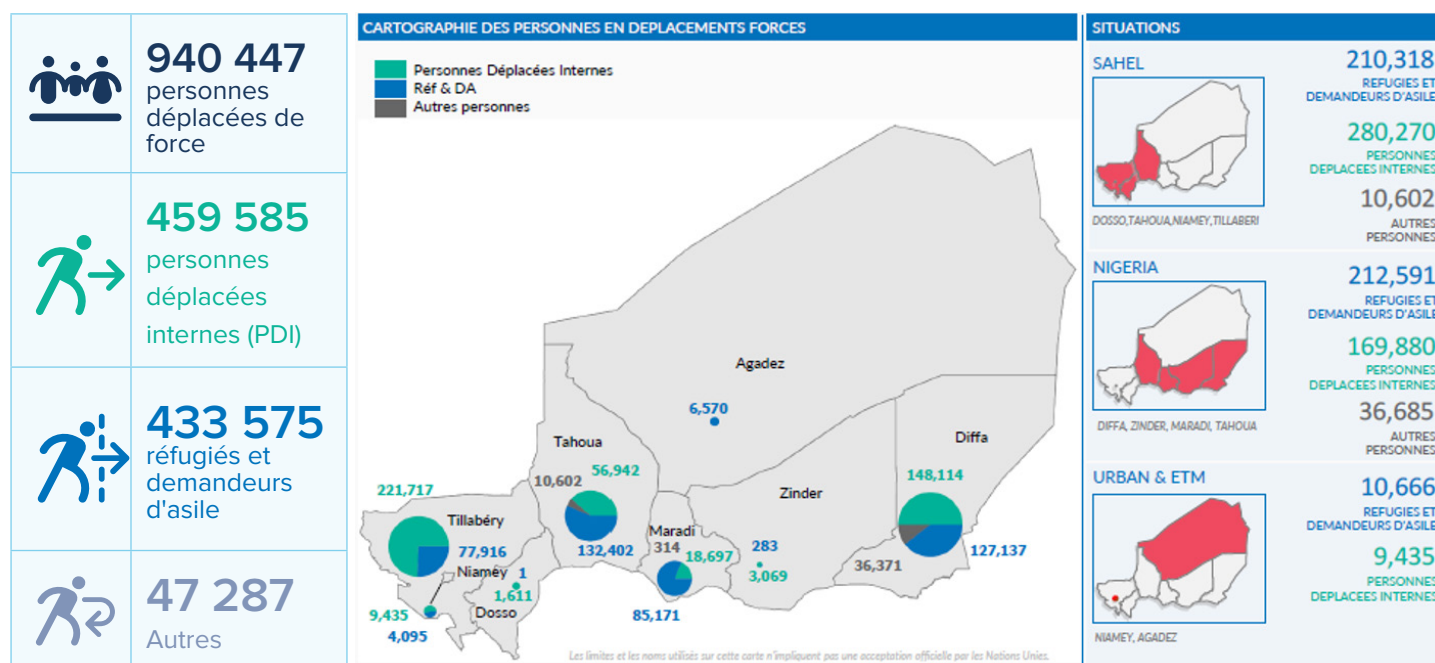 940 447
personnes
déplacées de
force
459 585
personnes
déplacées
internes (PDI)
433 575
réfugiés et
demandeurs
d'asile
47 287
Autres
CARTOGRAPHIE DES PERSONNES EN DEPLACEMENTS FORCES
Personnes Déplacées Internes
Réf & DA
Autres personnes
Agadez
6,570
Tahoua
10,602
56,942
132,402
Diffa
148,114
36,371
127,137
Zinder
283
3,069
Maradi
314
18,697
85,171
221,717
Tillabéry
77,916
Niamey
9,435
4,095
1
1,611
Dosso
Les limites et les noms utilisés sur cette carte n'impliquent pas une acceptation officielle par les Nations Unies.
SITUATIONS
SAHEL
210,318
REFUGIES ET
DEMANDEURS D'ASILE
280,270
PERSONNES
DEPLACEES INTERNES
10,602
AUTRES
PERSONNES
DOSSO,TAHOUA,NIAMEY,TILLABERI
NIGERIA
212,591
REFUGIES ET
DEMANDEURS D'ASILE
169,880
PERSONNES
DEPLACEES INTERNES
36,685
AUTRES
PERSONNES
DIFFA, ZINDER, MARADI, TAHOUA
URBAN & ETM
10,666
REFUGIES ET
DEMANDEURS D'ASILE
9,435
PERSONNES
DEPLACEES INTERNES
NIAMEY, AGADEZ